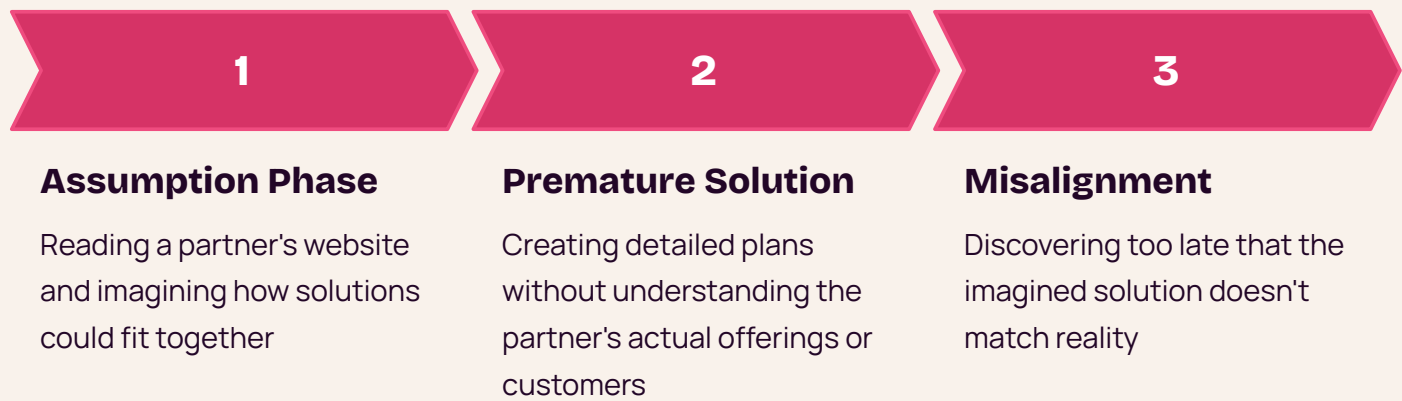 1
Assumption Phase
Reading a partner's website
and imagining how solutions
could fit together
2
Premature Solution
Creating detailed plans
without understanding the
partner's actual offerings or
customers
3
Misalignment
Discovering too late that the
imagined solution doesn't
match reality